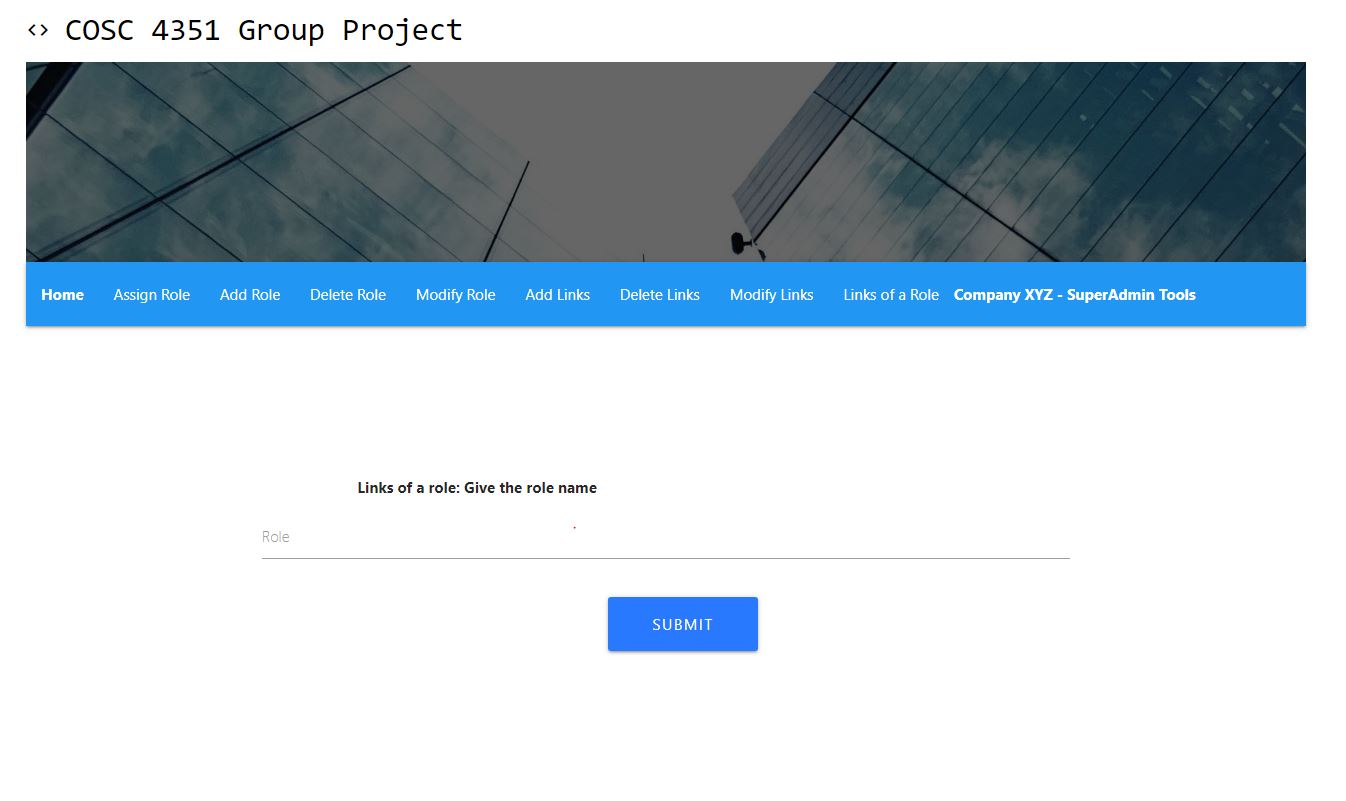 <> COSC 4351 Group Project
Home Assign Role Add Role Delete Role Modify Role Add Links Delete Links Modify Links Links of a Role Company XYZ - SuperAdmin Tools
Links of a role: Give the role name
Role
SUBMIT